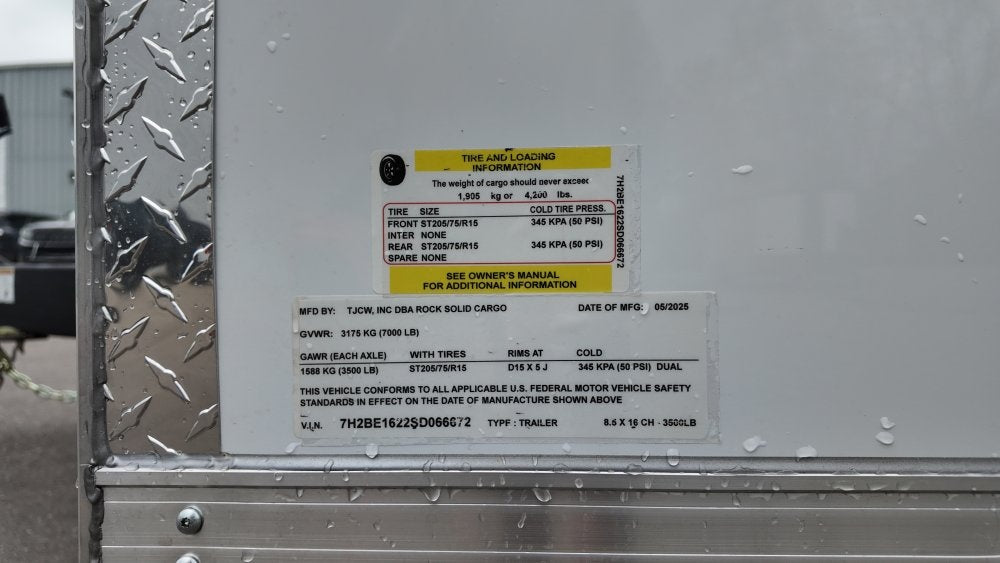 TIRE AND LOADING
INFORMATION
The weight of cargo should never exceed
1,905 kg or 4,200 lbs.
TIRE SIZE COLD TIRE PRESS.
FRONT ST205/75/R15 345 KPA (50 PSI)
INTER NONE
REAR ST205/75/R15 345 KPA (50 PSI)
SPARE NONE
SEE OWNER'S MANUAL
FOR ADDITIONAL INFORMATION
7H2BE1622SD066672
MFD BY: TJCW, INC DBA ROCK SOLID CARGO DATE OF MFG: 05/2025
GVWR: 3175 KG (7000 LB)
GAWR (EACH AXLE) WITH TIRES RIMS AT COLD
1588 KG (3500 LB) ST205/75/R15 D15 X 5 J 345 KPA (50 PSI) DUAL
THIS VEHICLE CONFORMS TO ALL APPLICABLE U.S. FEDERAL MOTOR VEHICLE SAFETY
STANDARDS IN EFFECT ON THE DATE OF MANUFACTURE SHOWN ABOVE
V.I.N. 7H2BE1622SD066672 TYPE : TRAILER 8.5 X 16 CH - 3500LB